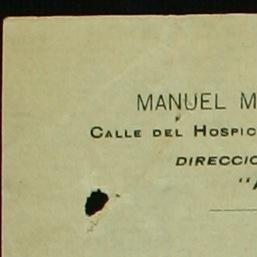 MANUEL M
CALLE DEL HOSPIC
DIRECCIO
"A